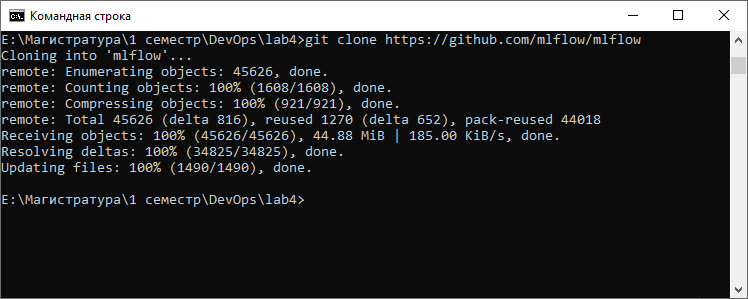 Командная строка
E:\Магистратура\1 семестр\DevOps\lab4>git clone https://github.com/mlflow/mlflow
Cloning into 'mlflow'...
remote: Enumerating objects: 45626, done.
remote: Counting objects: 100% (1608/1608), done.
remote: Compressing objects: 100% (921/921), done.
remote: Total 45626 (delta 816), reused 1270 (delta 652), pack-reused 44018
Receiving objects: 100% (45626/45626), 44.88 MiB | 185.00 KiB/s, done.
Resolving deltas: 100% (34825/34825), done.
Updating files: 100% (1490/1490), done.
E:\Магистратура\1 семестр\DevOps\lab4>